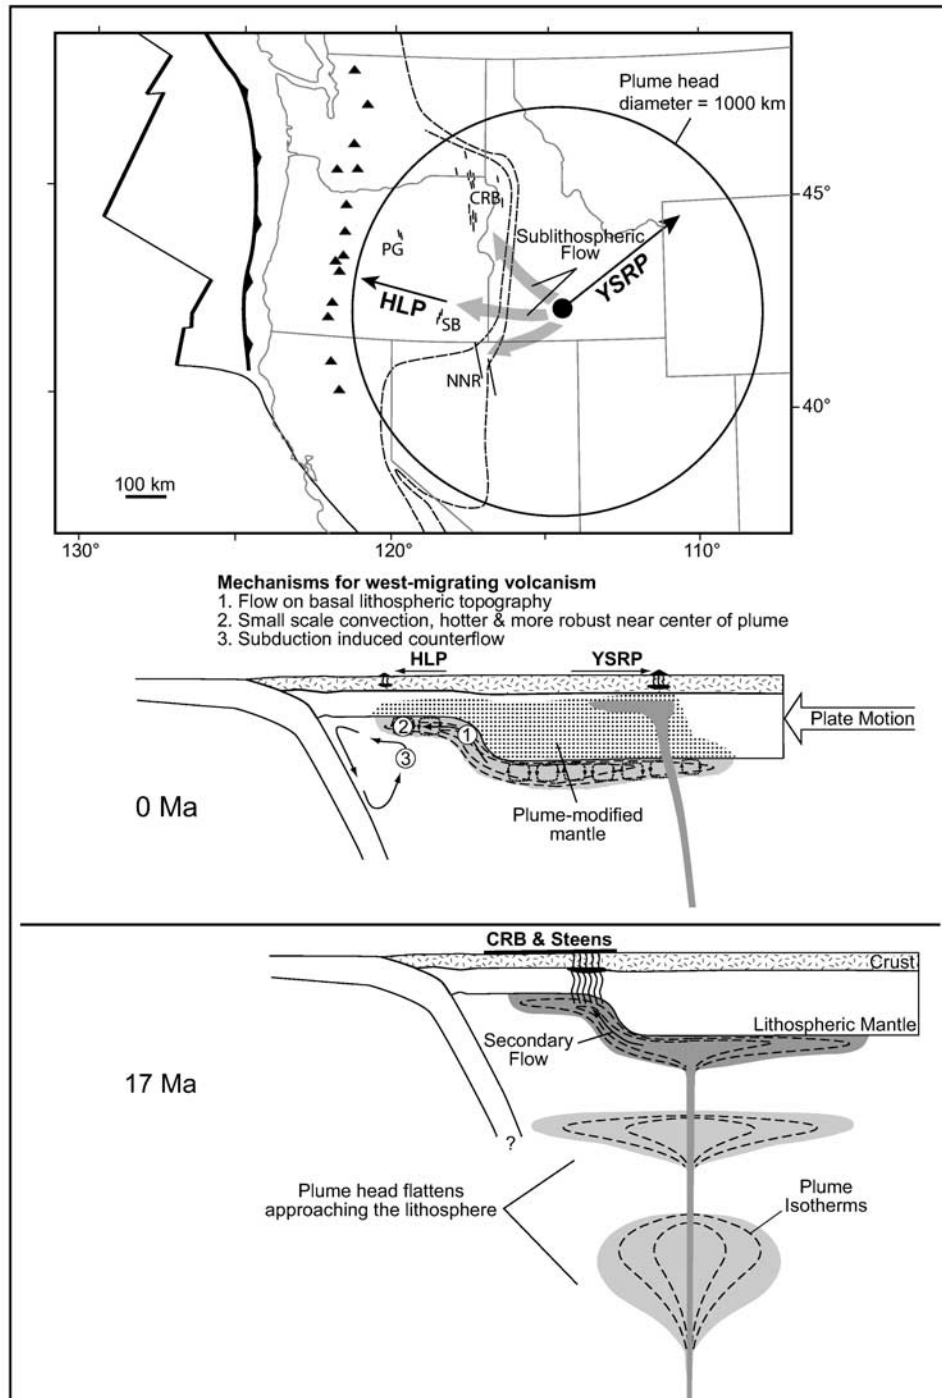 Plume head
diameter = 1000 km
CRB
45°
PG
Sublithospheric
Flow
YSRP
HLP
SB
NNR
40°
100 km
130°
120°
110°
Mechanisms for west-migrating volcanism
1. Flow on basal lithospheric topography
2. Small scale convection, hotter & more robust near center of plume
3. Subduction induced counterflow
HLP
YSRP
Plate Motion
2
1
3
0 Ma
Plume-modified
mantle
CRB & Steens
Crust
Lithospheric Mantle
Secondary
Flow
17 Ma
?
Plume head flattens
approaching the lithosphere
Plume
Isotherms